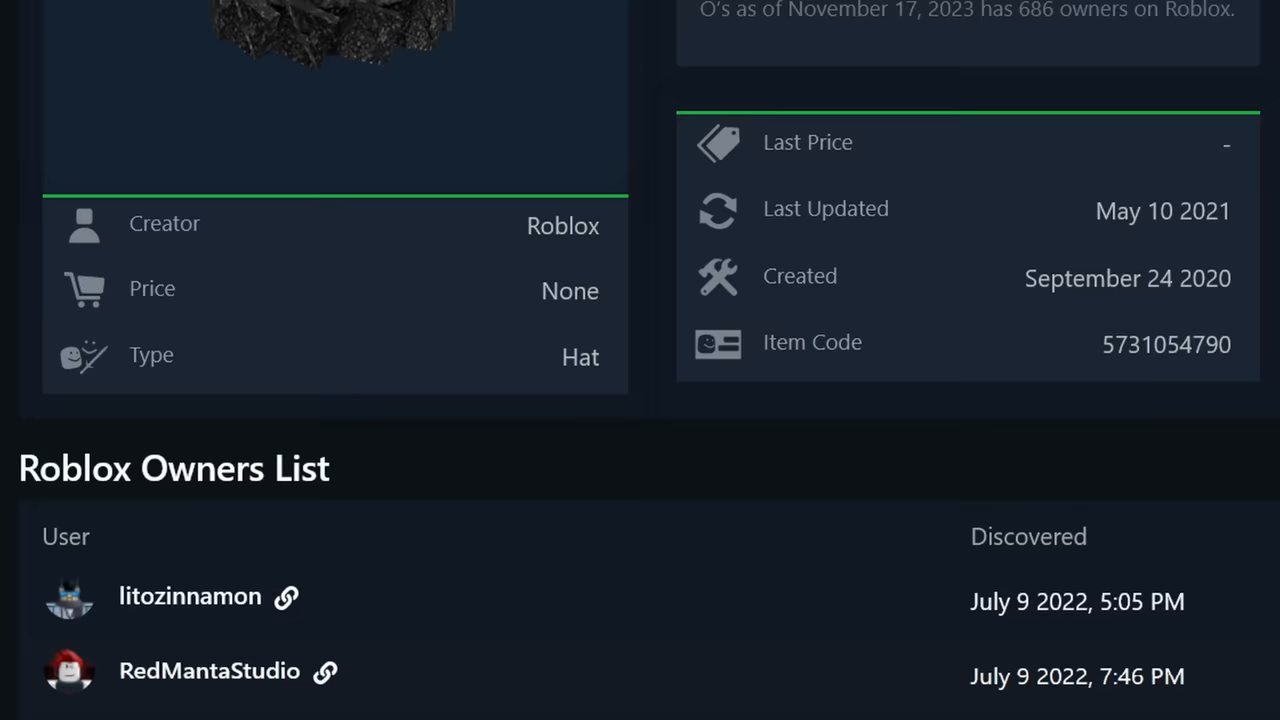 O's as of November 17, 2023 has 686 owners on Roblox.
Creator Roblox
Price None
Type Hat
Last Price -
Last Updated May 10 2021
Created September 24 2020
Item Code 5731054790
Roblox Owners List
User Discovered
litozinnamon July 9 2022, 5:05 PM
RedMantaStudio July 9 2022, 7:46 PM